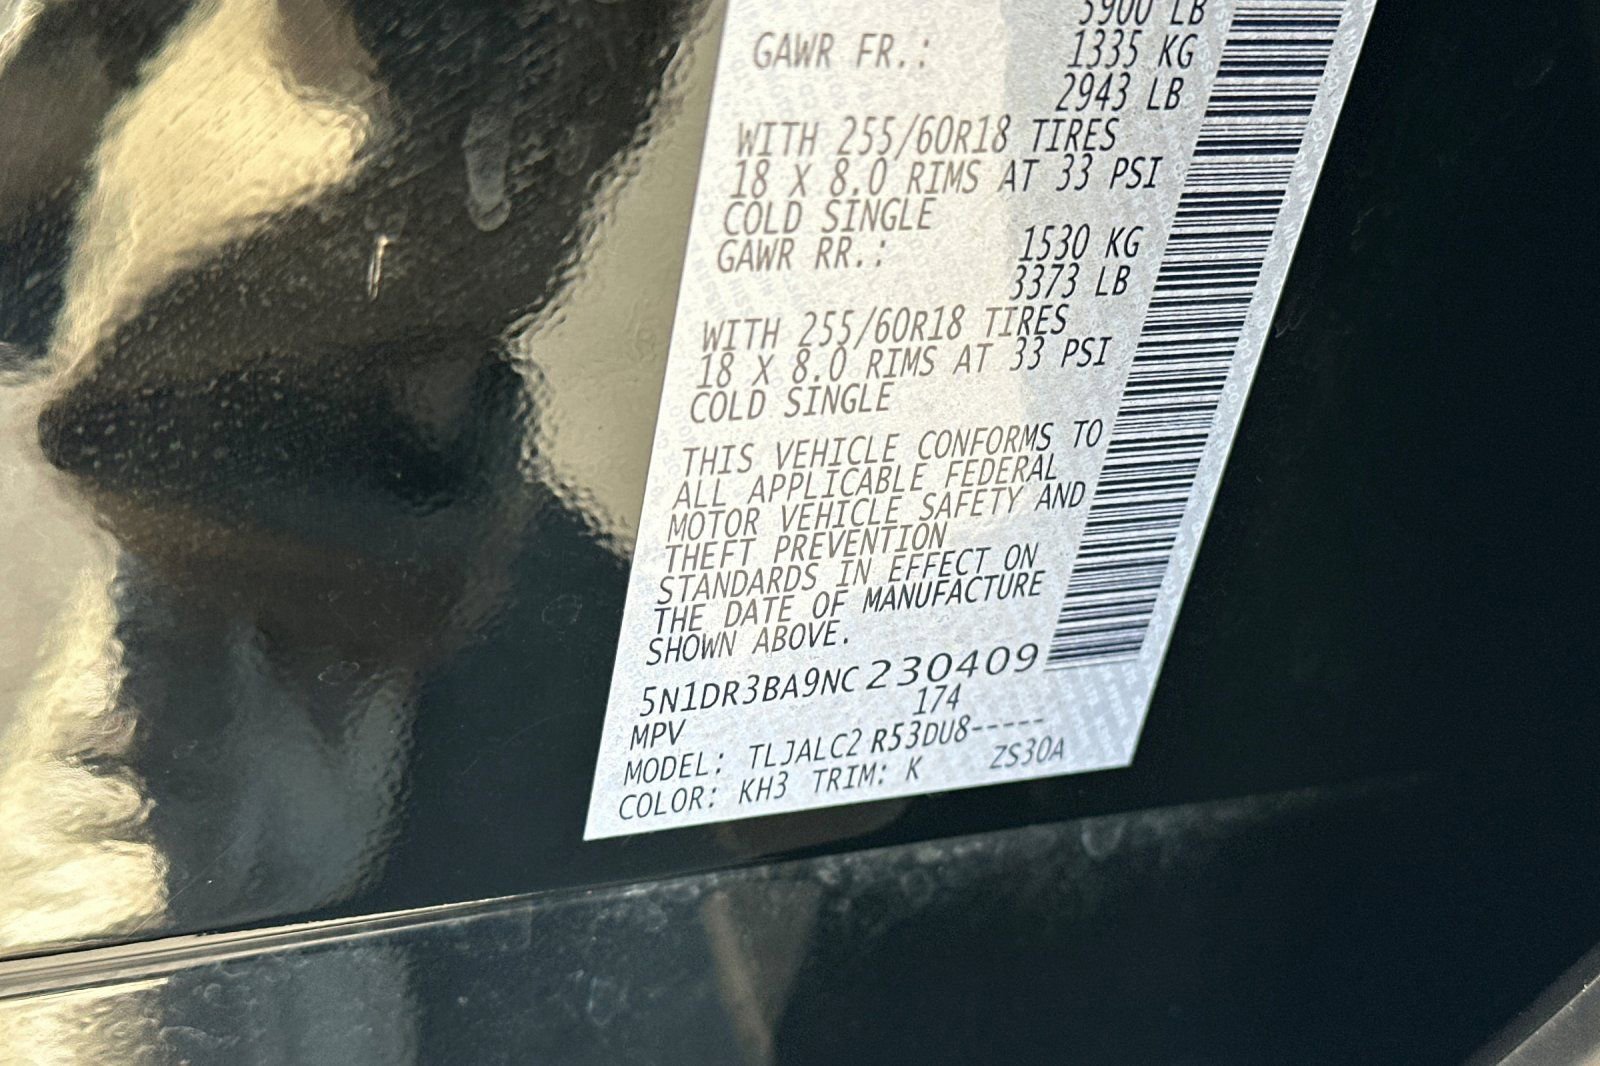 5900 LB
GAWR FR.: 1335 KG
2943 LB
WITH 255/60R18 TIRES
18 X 8.0 RIMS AT 33 PSI
COLD SINGLE
GAWR RR.: 1530 KG
3373 LB
WITH 255/60R18 TIRES
18 X 8.0 RIMS AT 33 PSI
COLD SINGLE
THIS VEHICLE CONFORMS TO
ALL APPLICABLE FEDERAL
MOTOR VEHICLE SAFETY AND
THEFT PREVENTION
STANDARDS IN EFFECT ON
THE DATE OF MANUFACTURE
SHOWN ABOVE.
5N1DR3BA9NC230409
MPV 174
MODEL: TLJALC2 R53DU8-----
COLOR: KH3 TRIM: K ZS30A